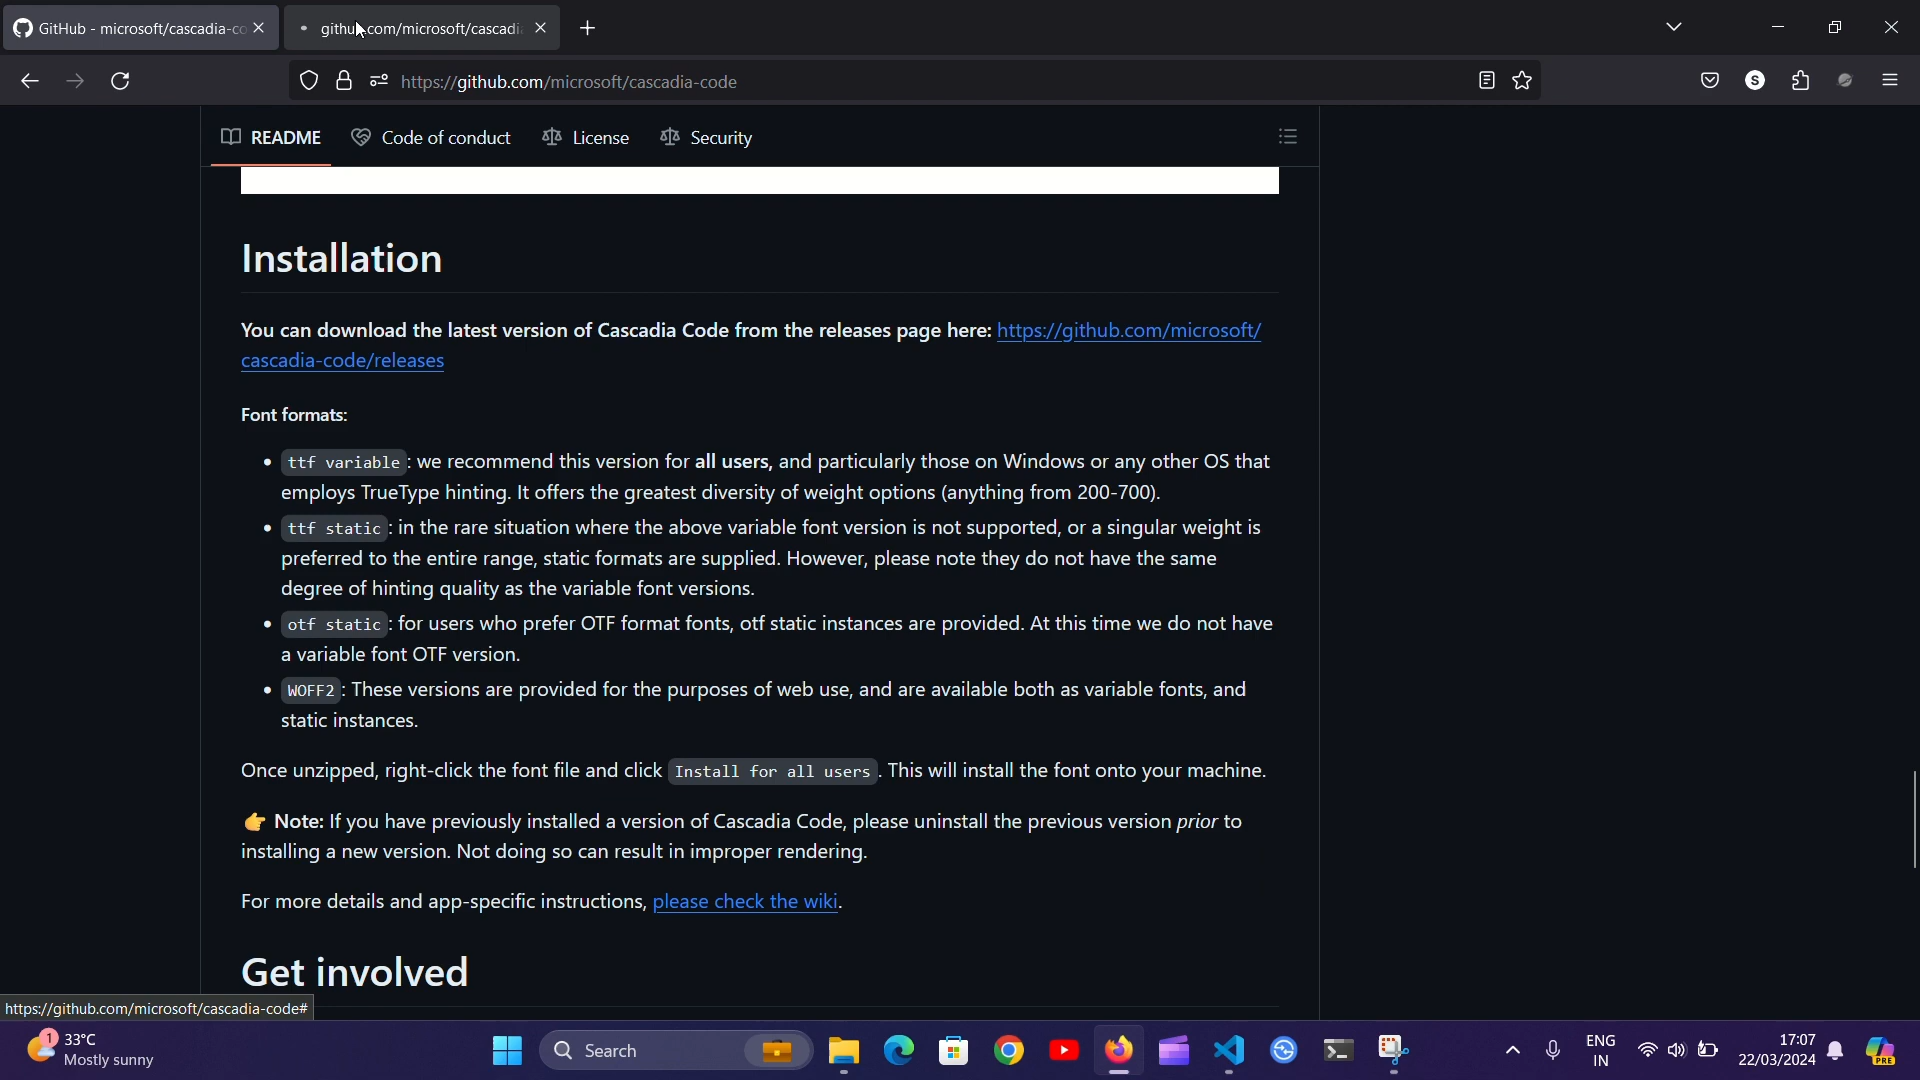 GitHub - microsoft/cascadia-co
github.com/microsoft/cascadi
https://github.com/microsoft/cascadia-code
S
README
Code of conduct
License
Security
Installation
You can download the latest version of Cascadia Code from the releases page here: https://github.com/microsoft/
cascadia-code/releases
Font formats:
• ttf variable: we recommend this version for all users, and particularly those on Windows or any other OS that
employs TrueType hinting. It offers the greatest diversity of weight options (anything from 200-700).
• ttf static: in the rare situation where the above variable font version is not supported, or a singular weight is
preferred to the entire range, static formats are supplied. However, please note they do not have the same
degree of hinting quality as the variable font versions.
• otf static: for users who prefer OTF format fonts, otf static instances are provided. At this time we do not have
a variable font OTF version.
• WOFF2: These versions are provided for the purposes of web use, and are available both as variable fonts, and
static instances.
Once unzipped, right-click the font file and click Install for all users. This will install the font onto your machine.
👉 Note: If you have previously installed a version of Cascadia Code, please uninstall the previous version prior to
installing a new version. Not doing so can result in improper rendering.
For more details and app-specific instructions, please check the wiki.
Get involved
https://github.com/microsoft/cascadia-code#
1
33°C
Mostly sunny
Search
ENG
IN
17:07
22/03/2024
PRE